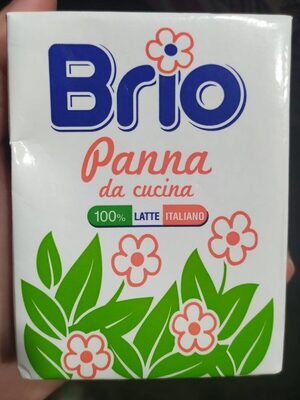 Brio
Panna
da cucina
100% LATTE ITALIANO